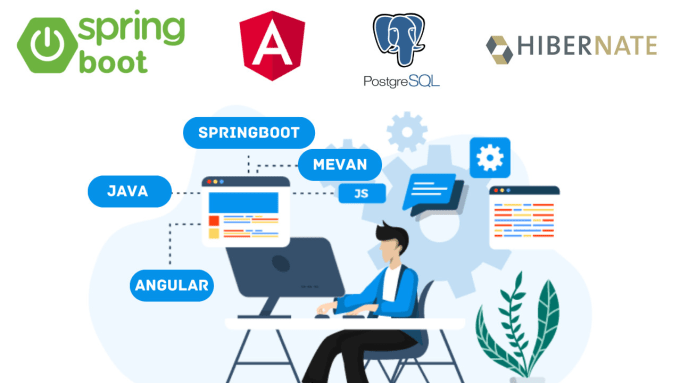 spring
boot
A
PostgreSQL
HIBERNATE
SPRINGBOOT
MEVAN
JAVA
JS
ANGULAR